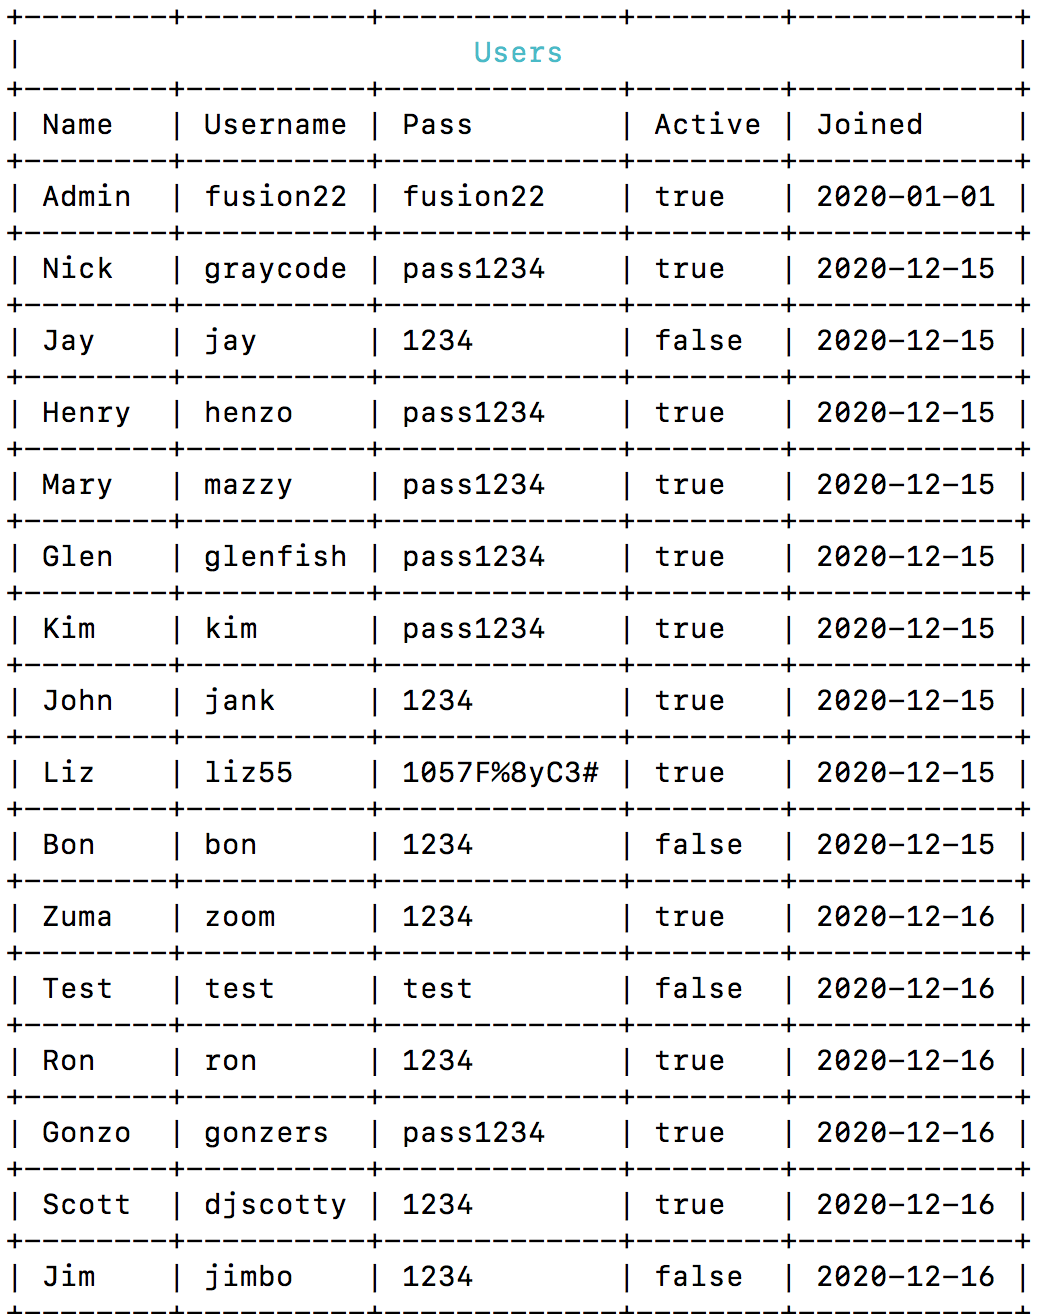 +--------+----------+-------------+--------+------------+
|                         Users                         |
+--------+----------+-------------+--------+------------+
| Name   | Username | Pass        | Active | Joined     |
+--------+----------+-------------+--------+------------+
| Admin  | fusion22 | fusion22    | true   | 2020-01-01 |
+--------+----------+-------------+--------+------------+
| Nick   | graycode | pass1234    | true   | 2020-12-15 |
+--------+----------+-------------+--------+------------+
| Jay    | jay      | 1234        | false  | 2020-12-15 |
+--------+----------+-------------+--------+------------+
| Henry  | henzo    | pass1234    | true   | 2020-12-15 |
+--------+----------+-------------+--------+------------+
| Mary   | mazzy    | pass1234    | true   | 2020-12-15 |
+--------+----------+-------------+--------+------------+
| Glen   | glenfish | pass1234    | true   | 2020-12-15 |
+--------+----------+-------------+--------+------------+
| Kim    | kim      | pass1234    | true   | 2020-12-15 |
+--------+----------+-------------+--------+------------+
| John   | jank     | 1234        | true   | 2020-12-15 |
+--------+----------+-------------+--------+------------+
| Liz    | liz55    | 1057F%8yC3# | true   | 2020-12-15 |
+--------+----------+-------------+--------+------------+
| Bon    | bon      | 1234        | false  | 2020-12-15 |
+--------+----------+-------------+--------+------------+
| Zuma   | zoom     | 1234        | true   | 2020-12-16 |
+--------+----------+-------------+--------+------------+
| Test   | test     | test        | false  | 2020-12-16 |
+--------+----------+-------------+--------+------------+
| Ron    | ron      | 1234        | true   | 2020-12-16 |
+--------+----------+-------------+--------+------------+
| Gonzo  | gonzers  | pass1234    | true   | 2020-12-16 |
+--------+----------+-------------+--------+------------+
| Scott  | djscotty | 1234        | true   | 2020-12-16 |
+--------+----------+-------------+--------+------------+
| Jim    | jimbo    | 1234        | false  | 2020-12-16 |
+--------+----------+-------------+--------+------------+